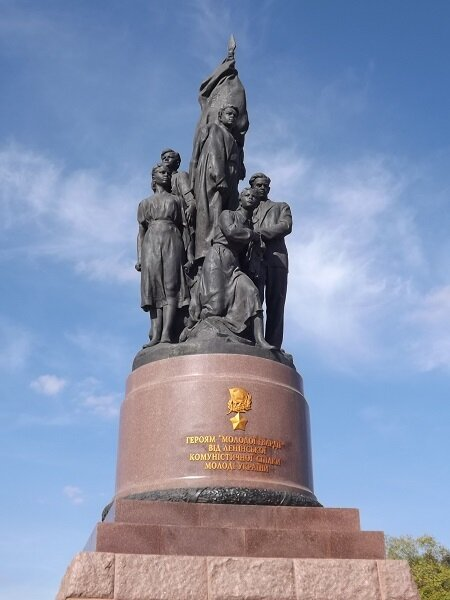 ГЕРОЯМ "МОЛОДОЇ ГВАРДІЇ"
ВІД ЛЕНІНСЬКОЇ
КОМУНІСТИЧНОЇ СПІЛКИ
МОЛОДІ УКРАЇНИ